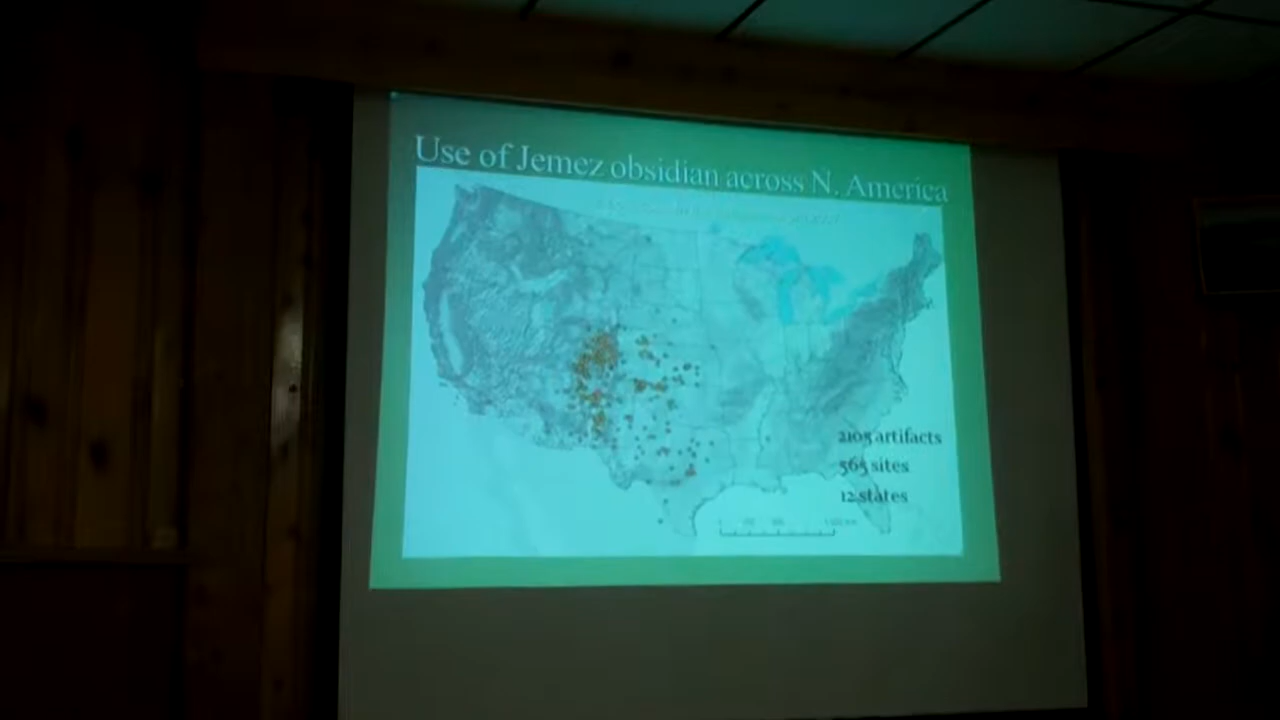 Use of Jemez obsidian across N. America
2105 artifacts
565 sites
12 states